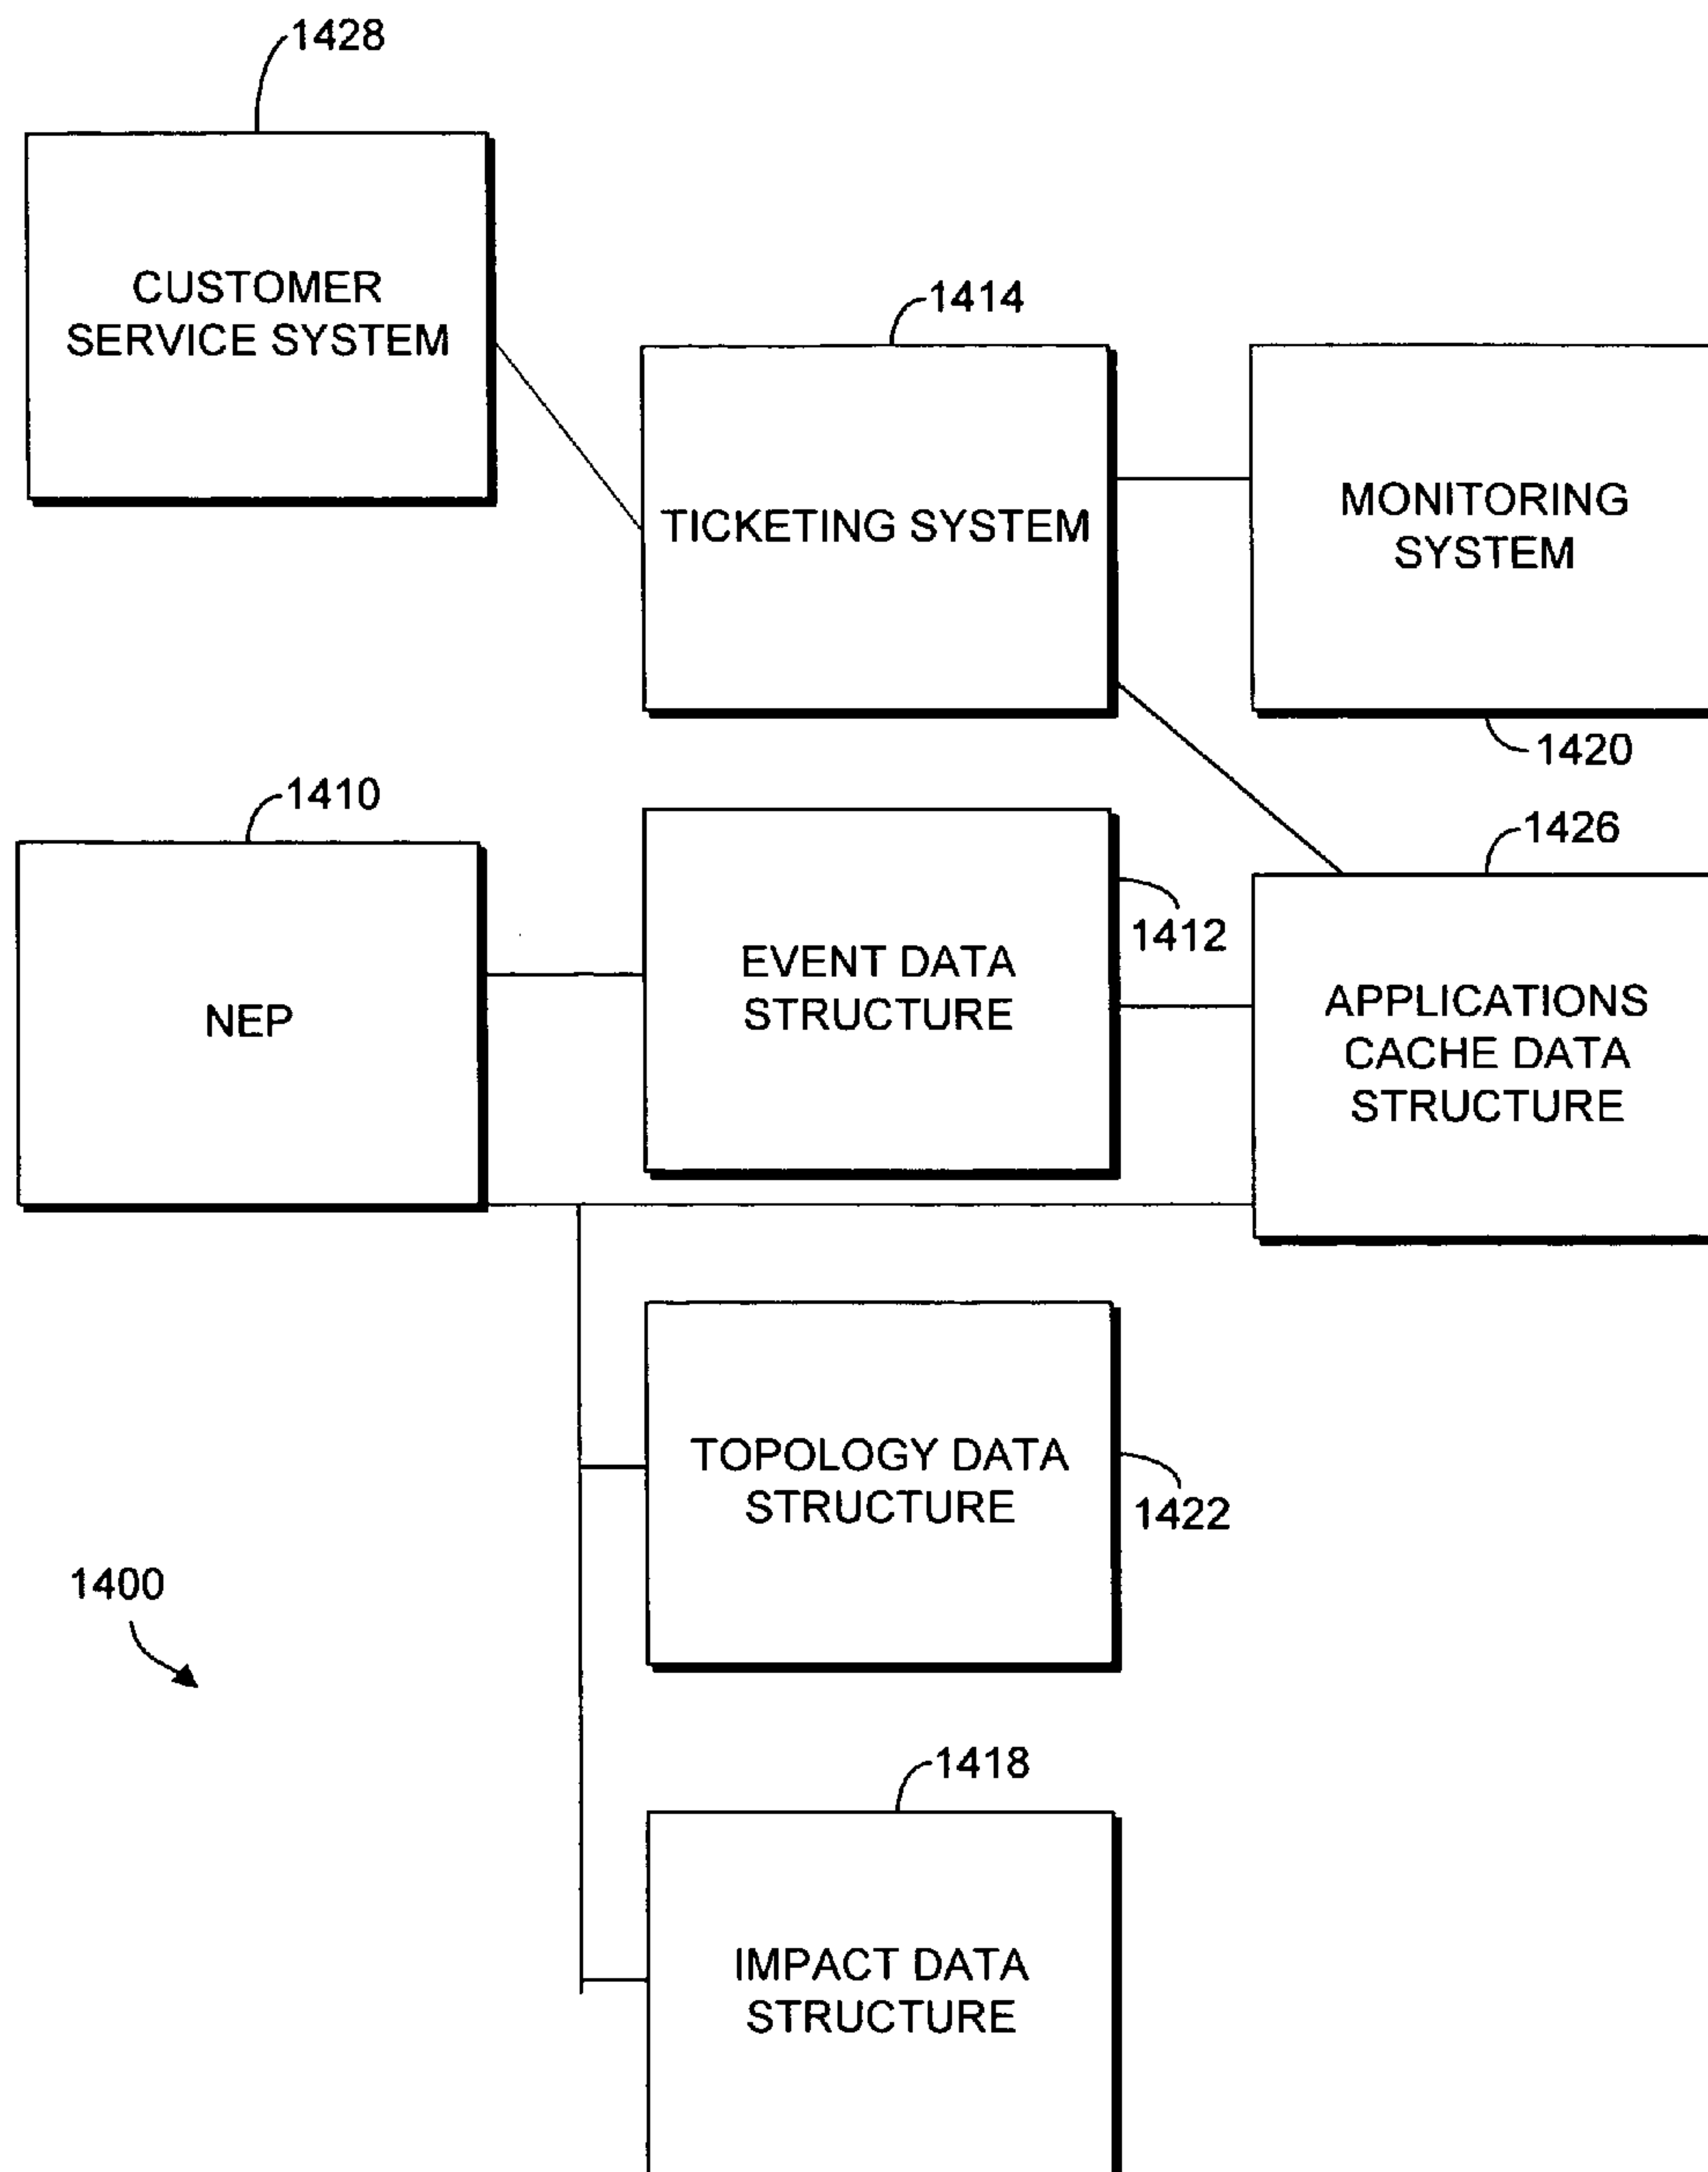 1428
CUSTOMER
SERVICE SYSTEM
1414
TICKETING SYSTEM
MONITORING
SYSTEM
1420
1410
NEP
EVENT DATA
STRUCTURE
1412
1426
APPLICATIONS
CACHE DATA
STRUCTURE
TOPOLOGY DATA
STRUCTURE
1422
1400
1418
IMPACT DATA
STRUCTURE